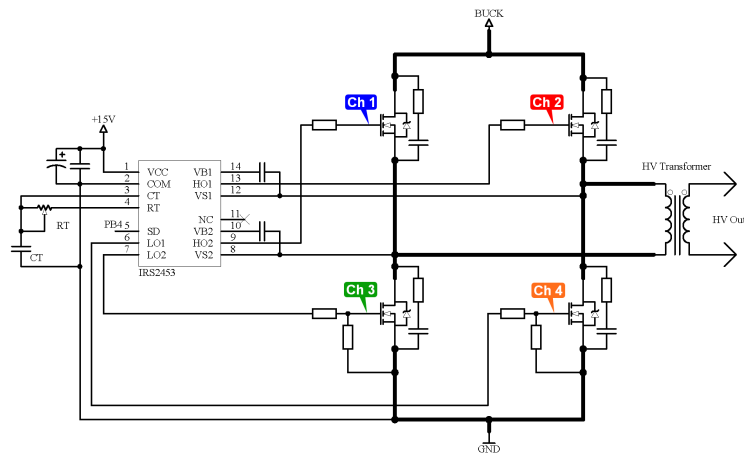 BUCK
Ch 1
Ch 2
+15V
+
1 VCC VB1 14
2 COM HO1 13
3 CT VS1 12
4 RT
NC 11
PB4 5 SD VB2 10
6 LO1 HO2 9
7 LO2 VS2 8
RT
CT
IRS2453
HV Transformer
HV Out
Ch 3
Ch 4
GND